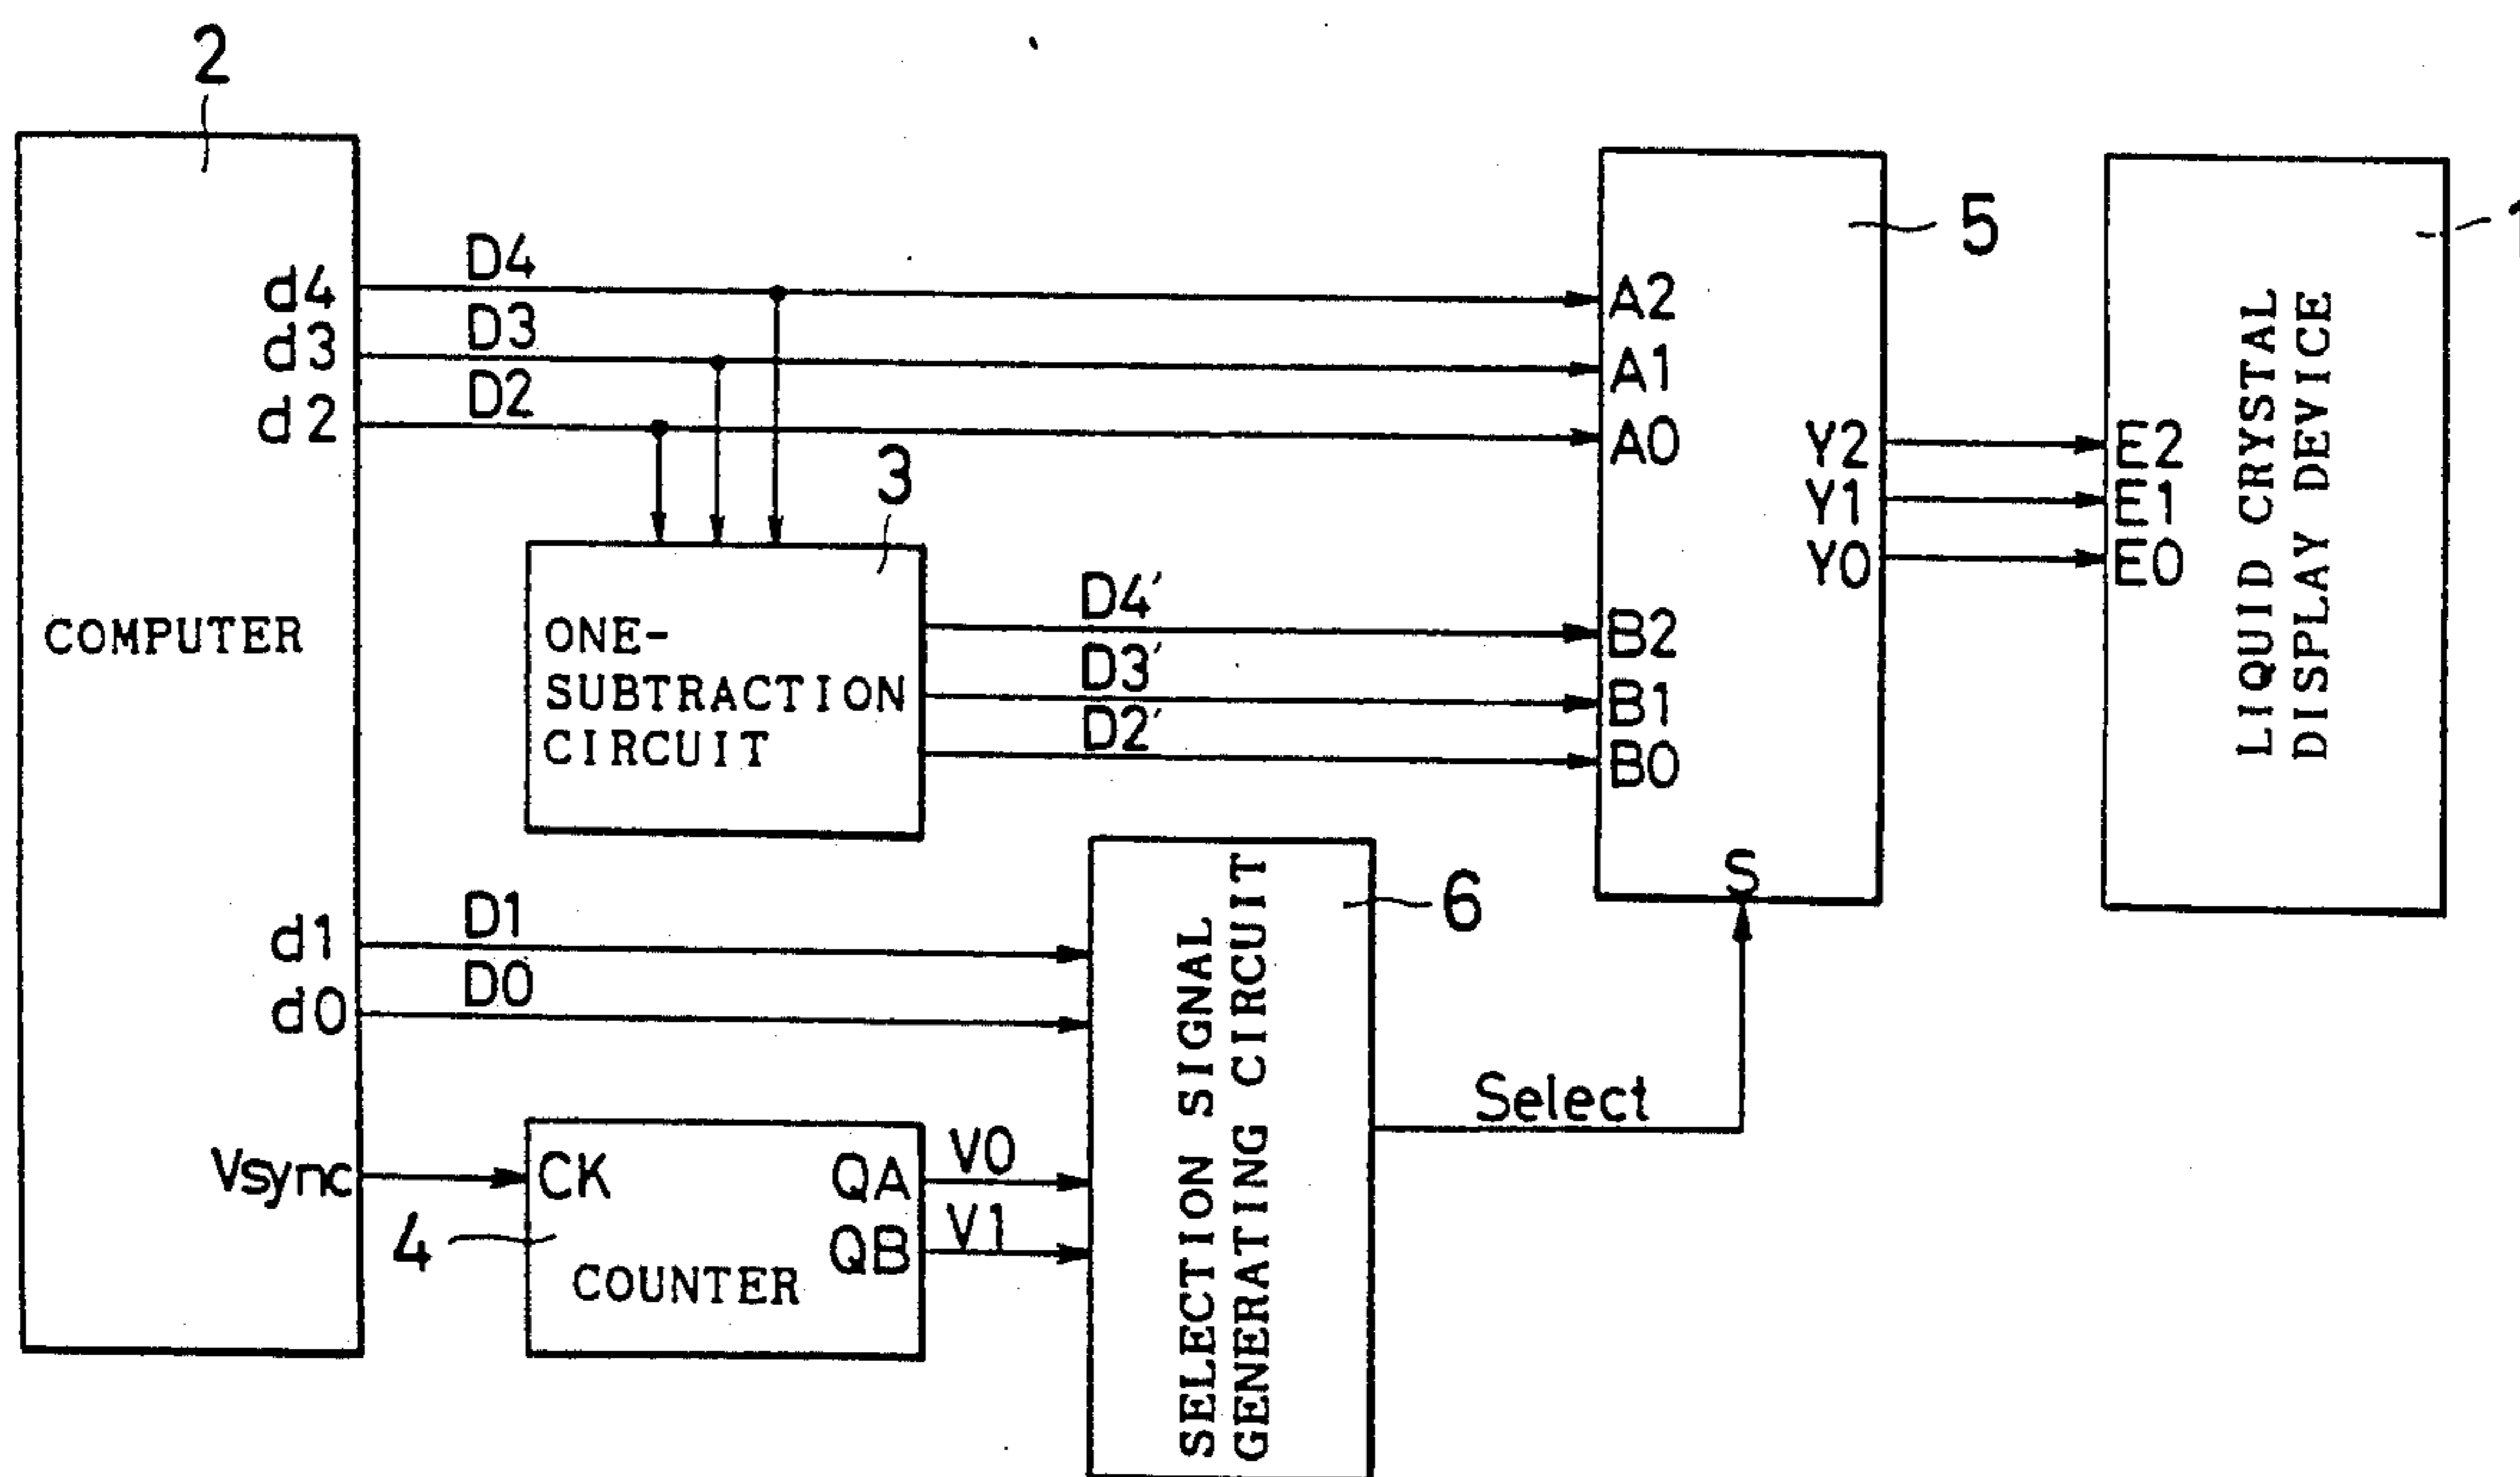 2
COMPUTER
d4
d3
d2
d1
d0
Vsync
D4
D3
D2
3
ONE-
SUBTRACTION
CIRCUIT
D4'
D3'
D2'
D1
D0
4
CK
QA
QB
COUNTER
V0
V1
SELECTION SIGNAL
GENERATING CIRCUIT
6
Select
5
A2
A1
A0
B2
B1
B0
S
Y2
Y1
Y0
E2
E1
E0
LIQUID CRYSTAL
DISPLAY DEVICE